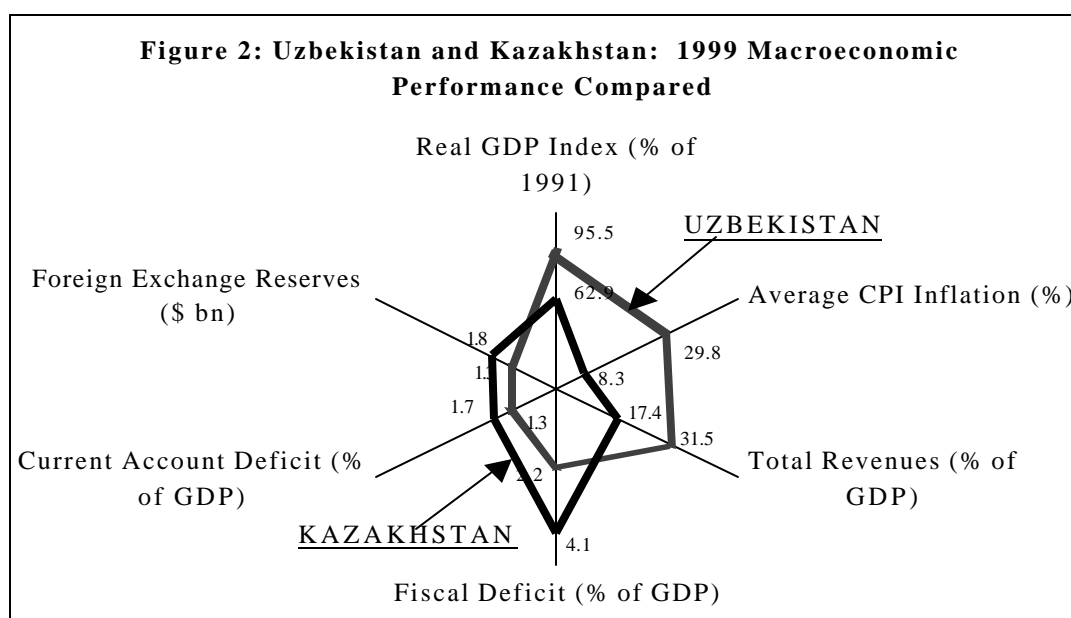 Figure 2: Uzbekistan and Kazakhstan: 1999 Macroeconomic
Performance Compared
Real GDP Index (% of
1991)
95.5
UZBEKISTAN
62.9
Foreign Exchange Reserves
($ bn)
Average CPI Inflation (%)
1.8
29.8
8.3
1.7
1.3
17.4
31.5
Current Account Deficit (%
of GDP)
Total Revenues (% of
GDP)
2.2
KAZAKHSTAN
4.1
Fiscal Deficit (% of GDP)